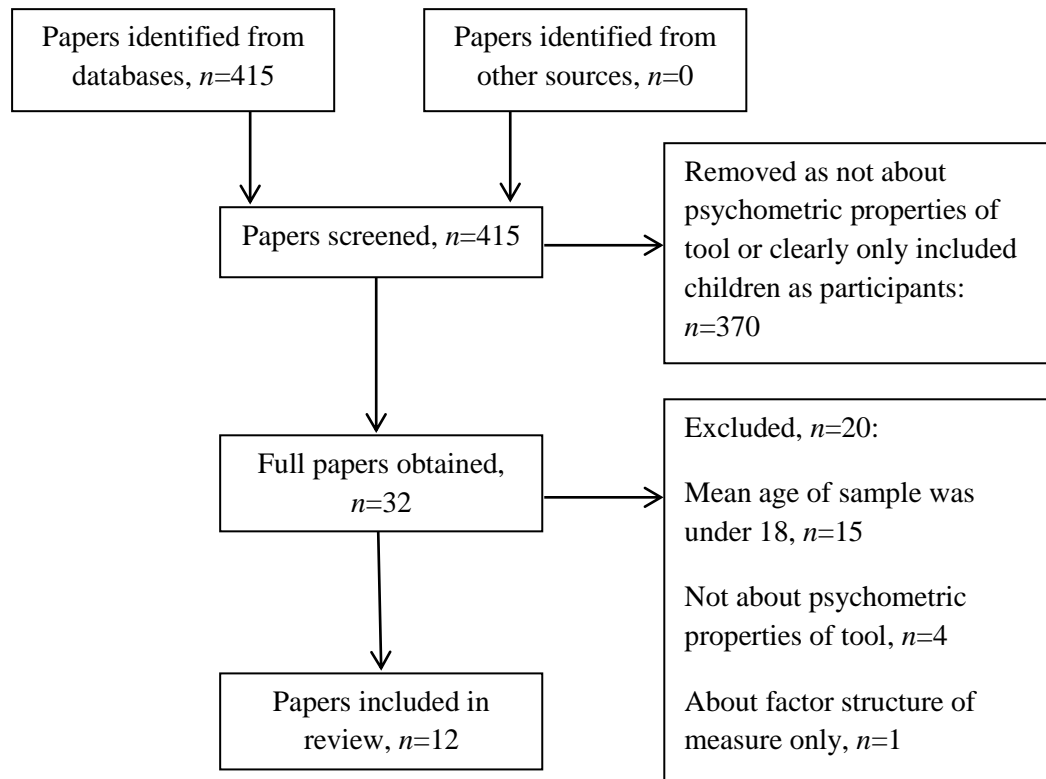 Papers identified from
databases, n=415
Papers identified from
other sources, n=0
Papers screened, n=415
Removed as not about
psychometric properties of
tool or clearly only included
children as participants:
n=370
Full papers obtained,
n=32
Excluded, n=20:
Mean age of sample was
under 18, n=15
Not about psychometric
properties of tool, n=4
About factor structure of
measure only, n=1
Papers included in
review, n=12